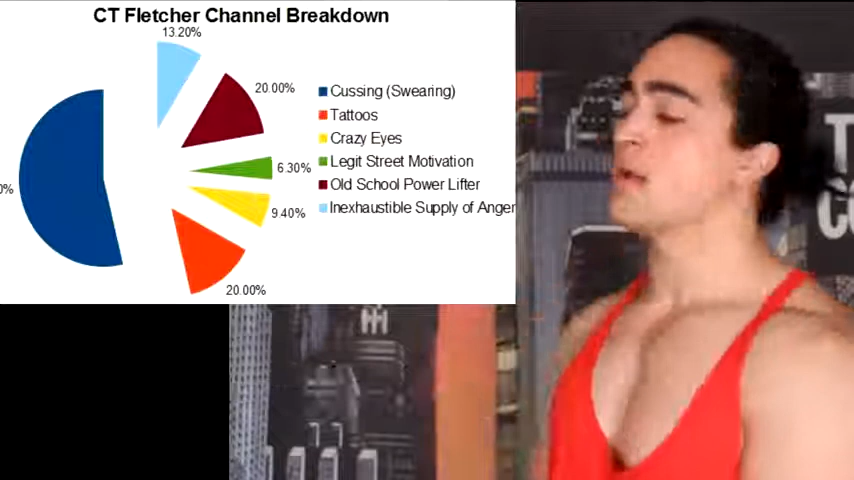 CT Fletcher Channel Breakdown
13.20%
20.00%
6.30%
9.40%
20.00%
0%
Cussing (Swearing)
Tattoos
Crazy Eyes
Legit Street Motivation
Old School Power Lifter
Inexhaustible Supply of Anger